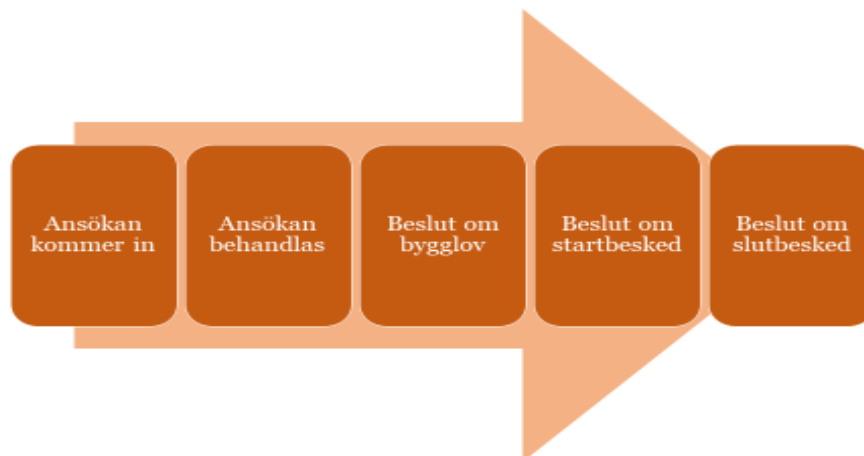 Ansökan
kommer in
Ansökan
behandlas
Beslut om
bygglov
Beslut om
startbesked
Beslut om
slutbesked